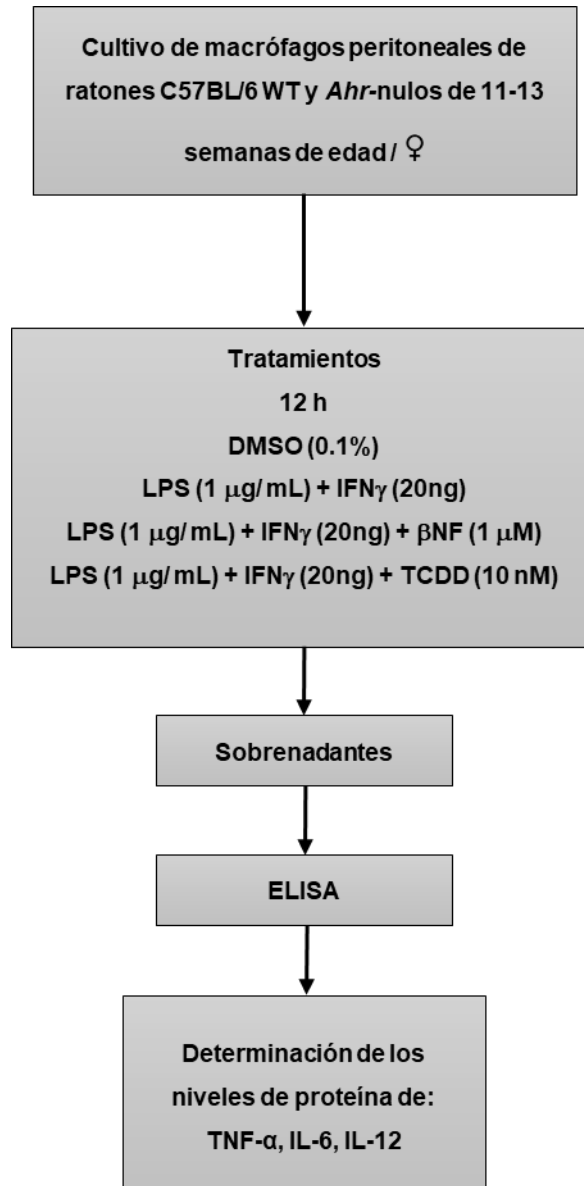 Cultivo de macrófagos peritoneales de
ratones C57BL/6 WT y Ahr-nulos de 11-13
semanas de edad / ♀
Tratamientos
12 h
DMSO (0.1%)
LPS (1 μg/ mL) + IFNγ (20ng)
LPS (1 μg/ mL) + IFNγ (20ng) + βNF (1 μM)
LPS (1 μg/ mL) + IFNγ (20ng) + TCDD (10 nM)
Sobrenadantes
ELISA
Determinación de los
niveles de proteína de:
TNF-α, IL-6, IL-12